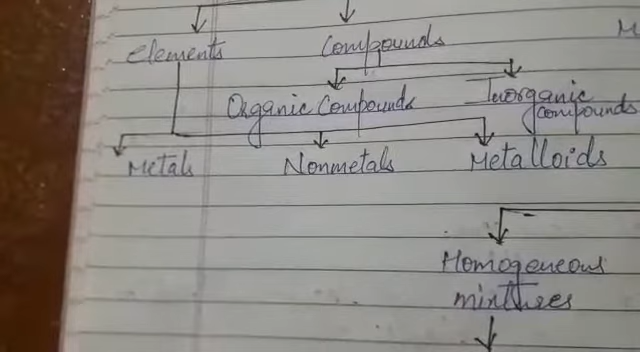 elements Compounds M
Organic Compounds Inorganic
compounds
Metals Nonmetals Metalloids
Homogeneous
mixtures